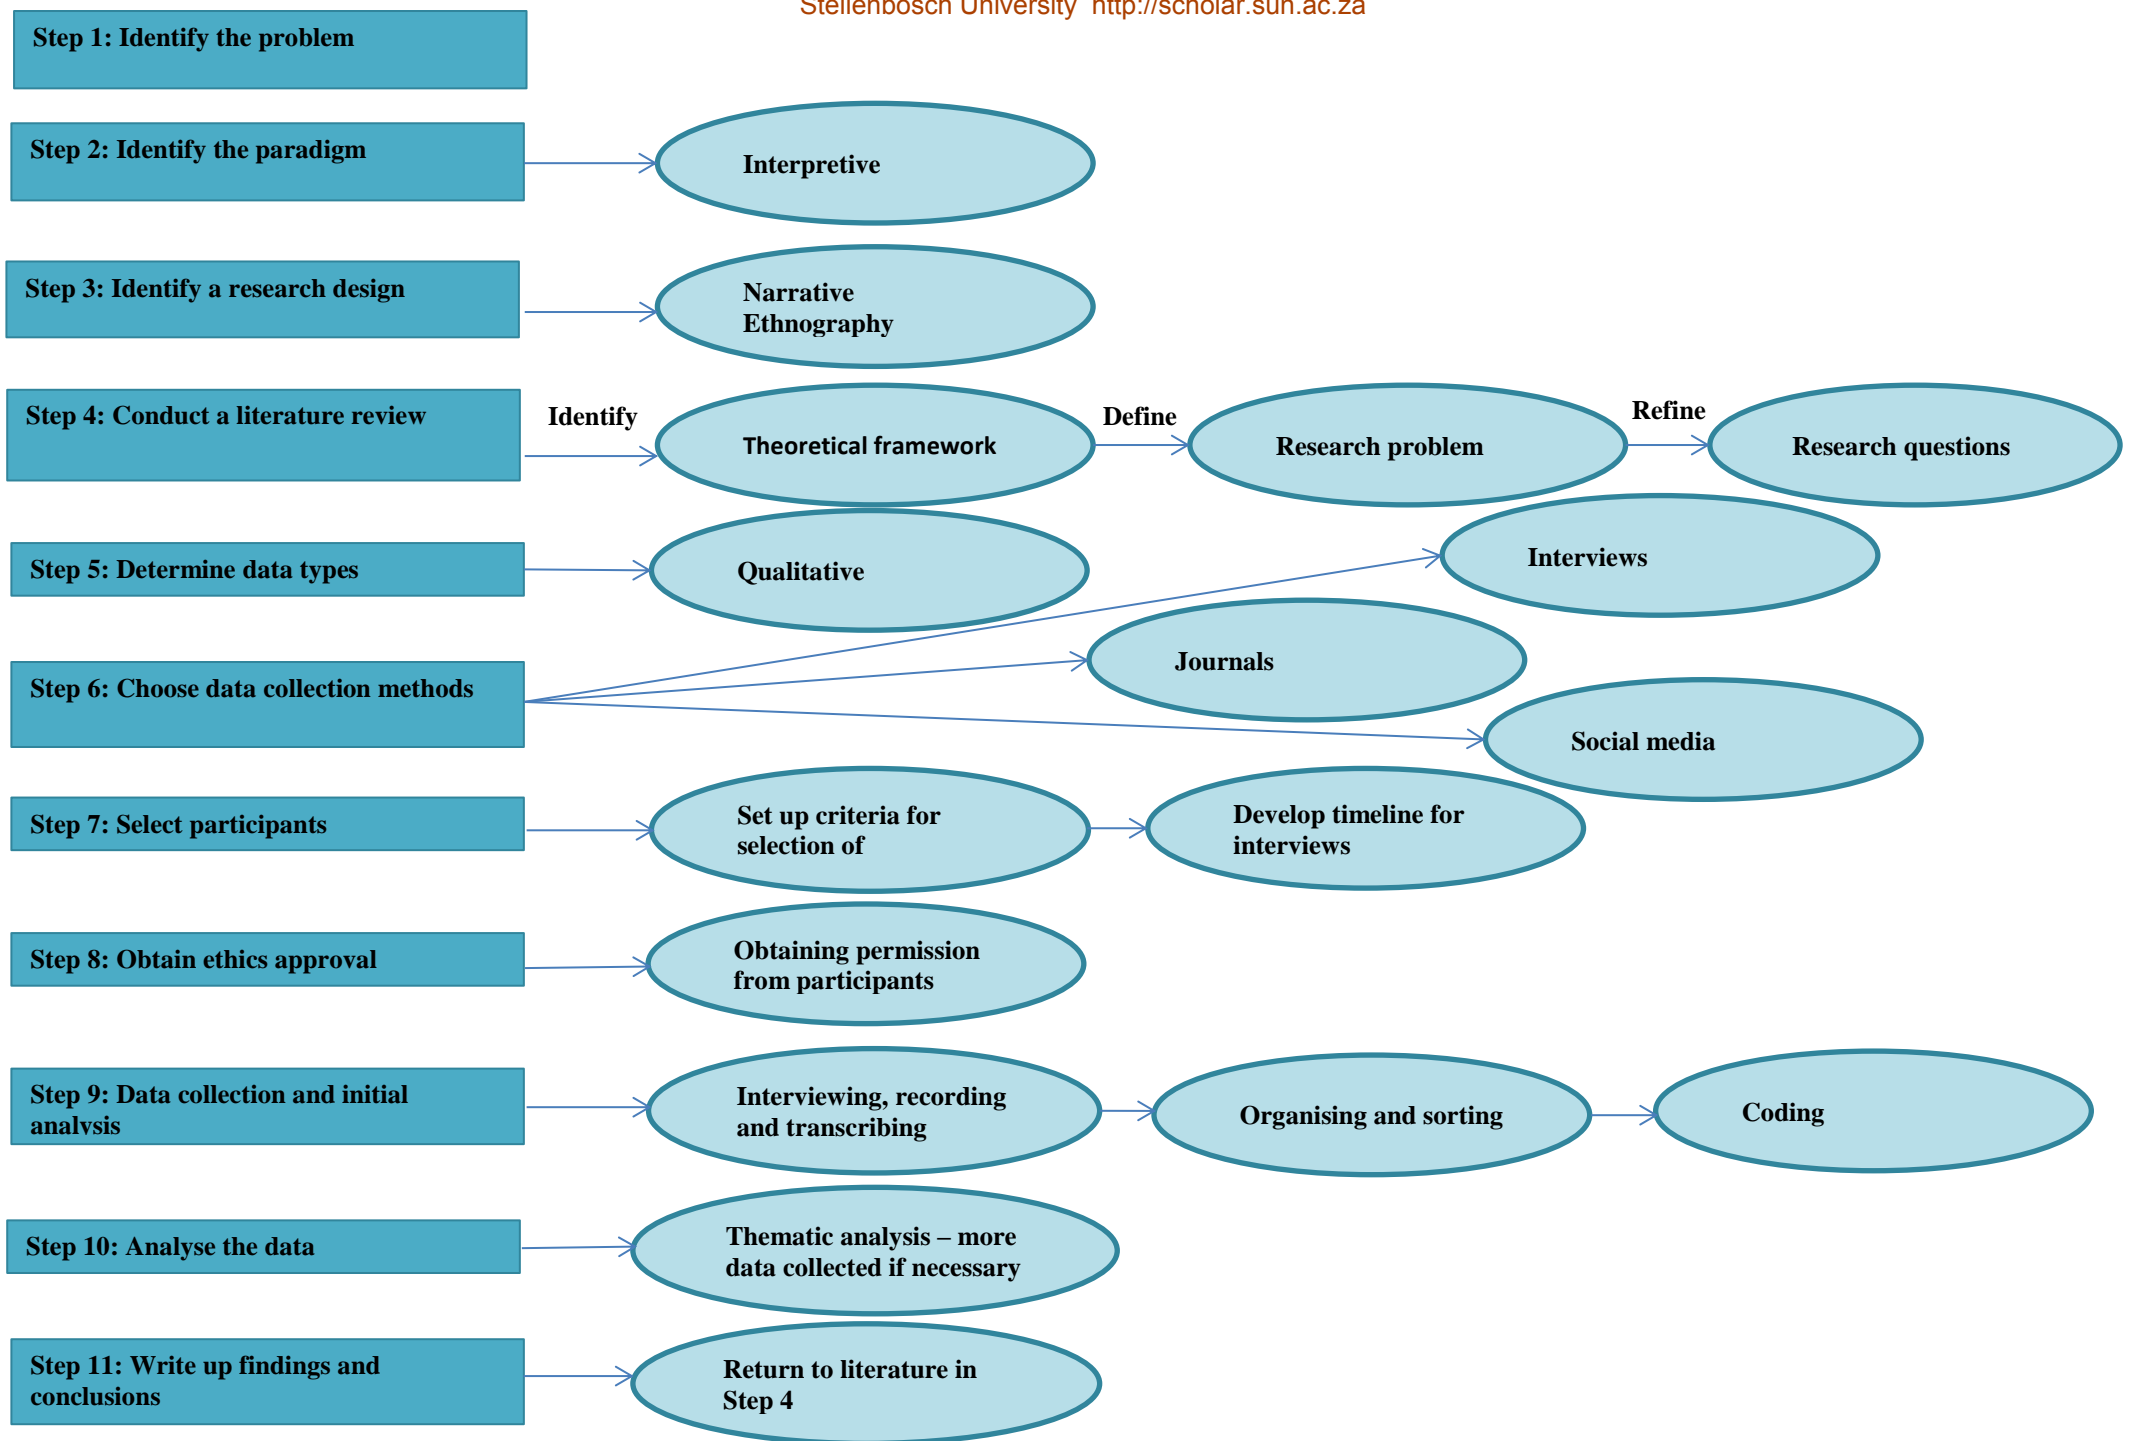 Stellenbosch University http://scholar.sun.ac.za
Step 1: Identify the problem
Step 2: Identify the paradigm
Interpretive
Step 3: Identify a research design
Narrative
Ethnography
Step 4: Conduct a literature review
Identify
Theoretical framework
Define
Research problem
Refine
Research questions
Step 5: Determine data types
Qualitative
Step 6: Choose data collection methods
Interviews
Journals
Social media
Step 7: Select participants
Set up criteria for
selection of
Develop timeline for
interviews
Step 8: Obtain ethics approval
Obtaining permission
from participants
Step 9: Data collection and initial
analysis
Interviewing, recording
and transcribing
Organising and sorting
Coding
Step 10: Analyse the data
Thematic analysis – more
data collected if necessary
Step 11: Write up findings and
conclusions
Return to literature in
Step 4